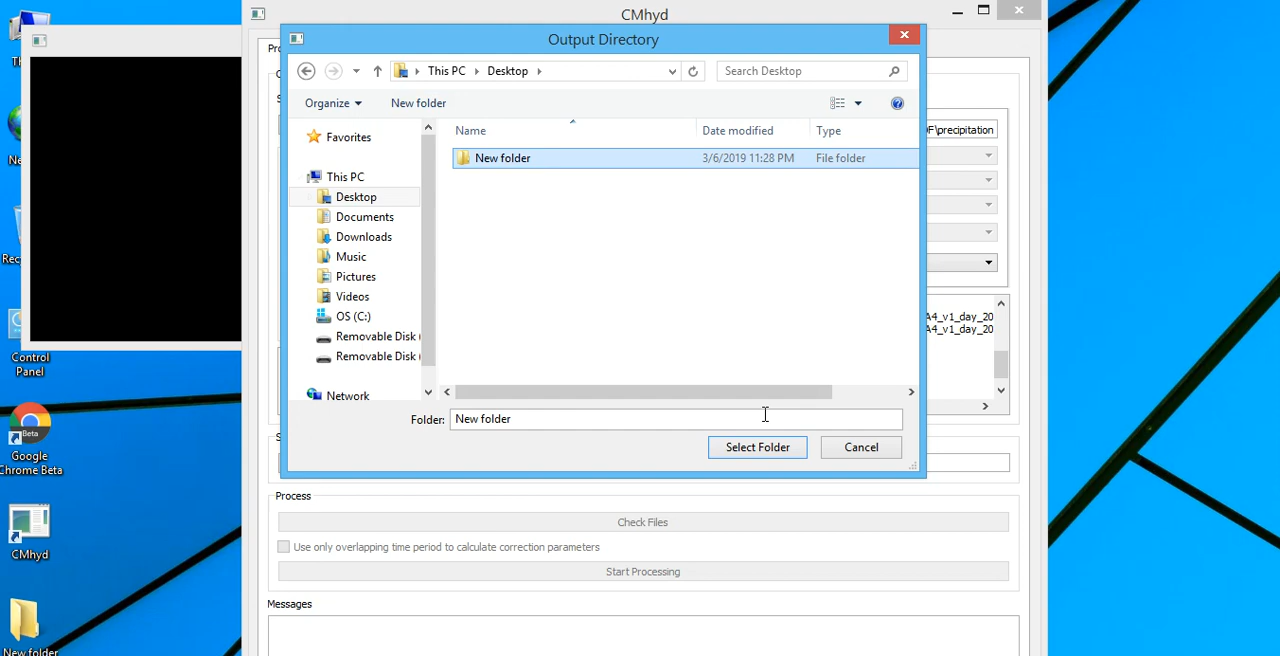 CMhyd
Output Directory
This PC
Desktop
Search Desktop
Organize
New folder
Name
Date modified
Type
New folder
3/6/2019 11:28 PM
File folder
Favorites
This PC
Desktop
Documents
Downloads
Music
Pictures
Videos
OS (C:)
Removable Disk (
Removable Disk (
Network
Folder:
New folder
Select Folder
Cancel
\precipitation
A4_v1_day_20
A4_v1_day_20
Process
Check Files
Use only overlapping time period to calculate correction parameters
Start Processing
Messages
Control
Panel
Beta
Google
Chrome Beta
CMhyd
New folder